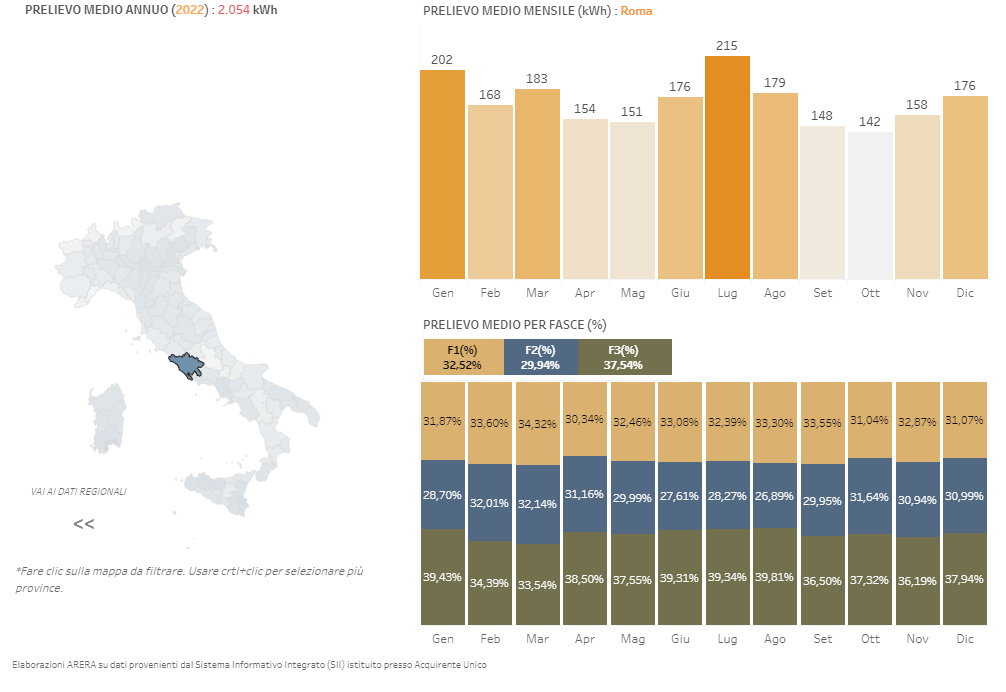 PRELIEVO MEDIO ANNUO (2022) : 2.054 kWh
PRELIEVO MEDIO MENSILE (kWh) : Roma
202 168 183 154 151 176 215 179 148 142 158 176
Gen Feb Mar Apr Mag Giu Lug Ago Set Ott Nov Dic
PRELIEVO MEDIO PER FASCE (%)
F1(%) F2(%) F3(%)
32,52% 29,94% 37,54%
31,87% 33,60% 34,32% 30,34% 32,46% 33,08% 32,39% 33,30% 33,55% 31,04% 32,87% 31,07%
28,70% 32,01% 32,14% 31,16% 29,99% 27,61% 28,27% 26,89% 29,95% 31,64% 30,94% 30,99%
39,43% 34,39% 33,54% 38,50% 37,55% 39,31% 39,34% 39,81% 36,50% 37,32% 36,19% 37,94%
Gen Feb Mar Apr Mag Giu Lug Ago Set Ott Nov Dic
VAI AI DATI REGIONALI
<<
*Fare clic sulla mappa da filtrare. Usare crtl+clic per selezionare più
province.
Elaborazioni ARERA su dati provenienti dal Sistema Informativo Integrato (SII) istituito presso Acquirente Unico